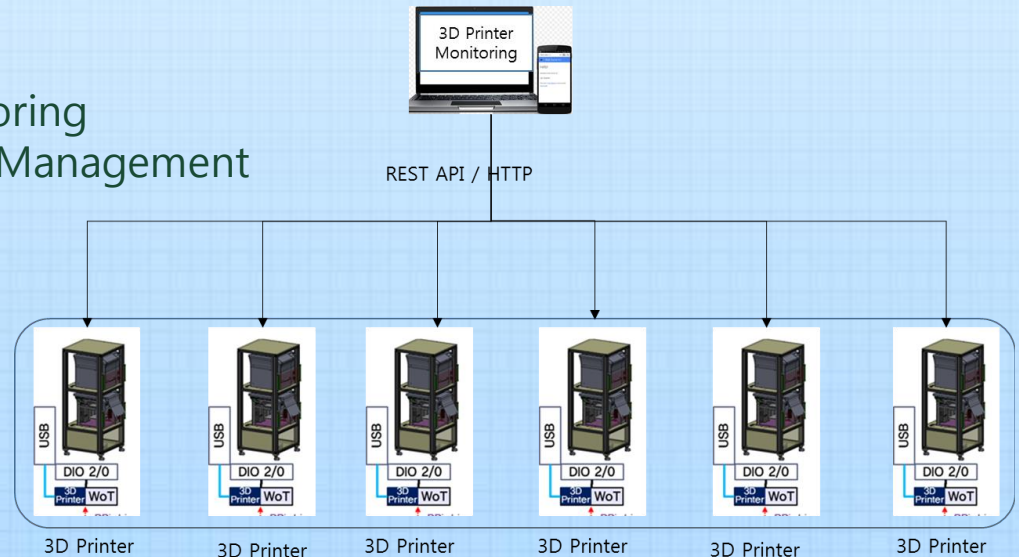 3D Printer
Monitoring
oring
Management
REST API / HTTP
USB
DIO 2/0
3D
Printer
WoT
USB
DIO 2/0
3D
Printer
WoT
USB
DIO 2/0
3D
Printer
WoT
USB
DIO 2/0
3D
Printer
WoT
USB
DIO 2/0
3D
Printer
WoT
USB
DIO 2/0
3D
Printer
WoT
3D Printer
3D Printer
3D Printer
3D Printer
3D Printer
3D Printer